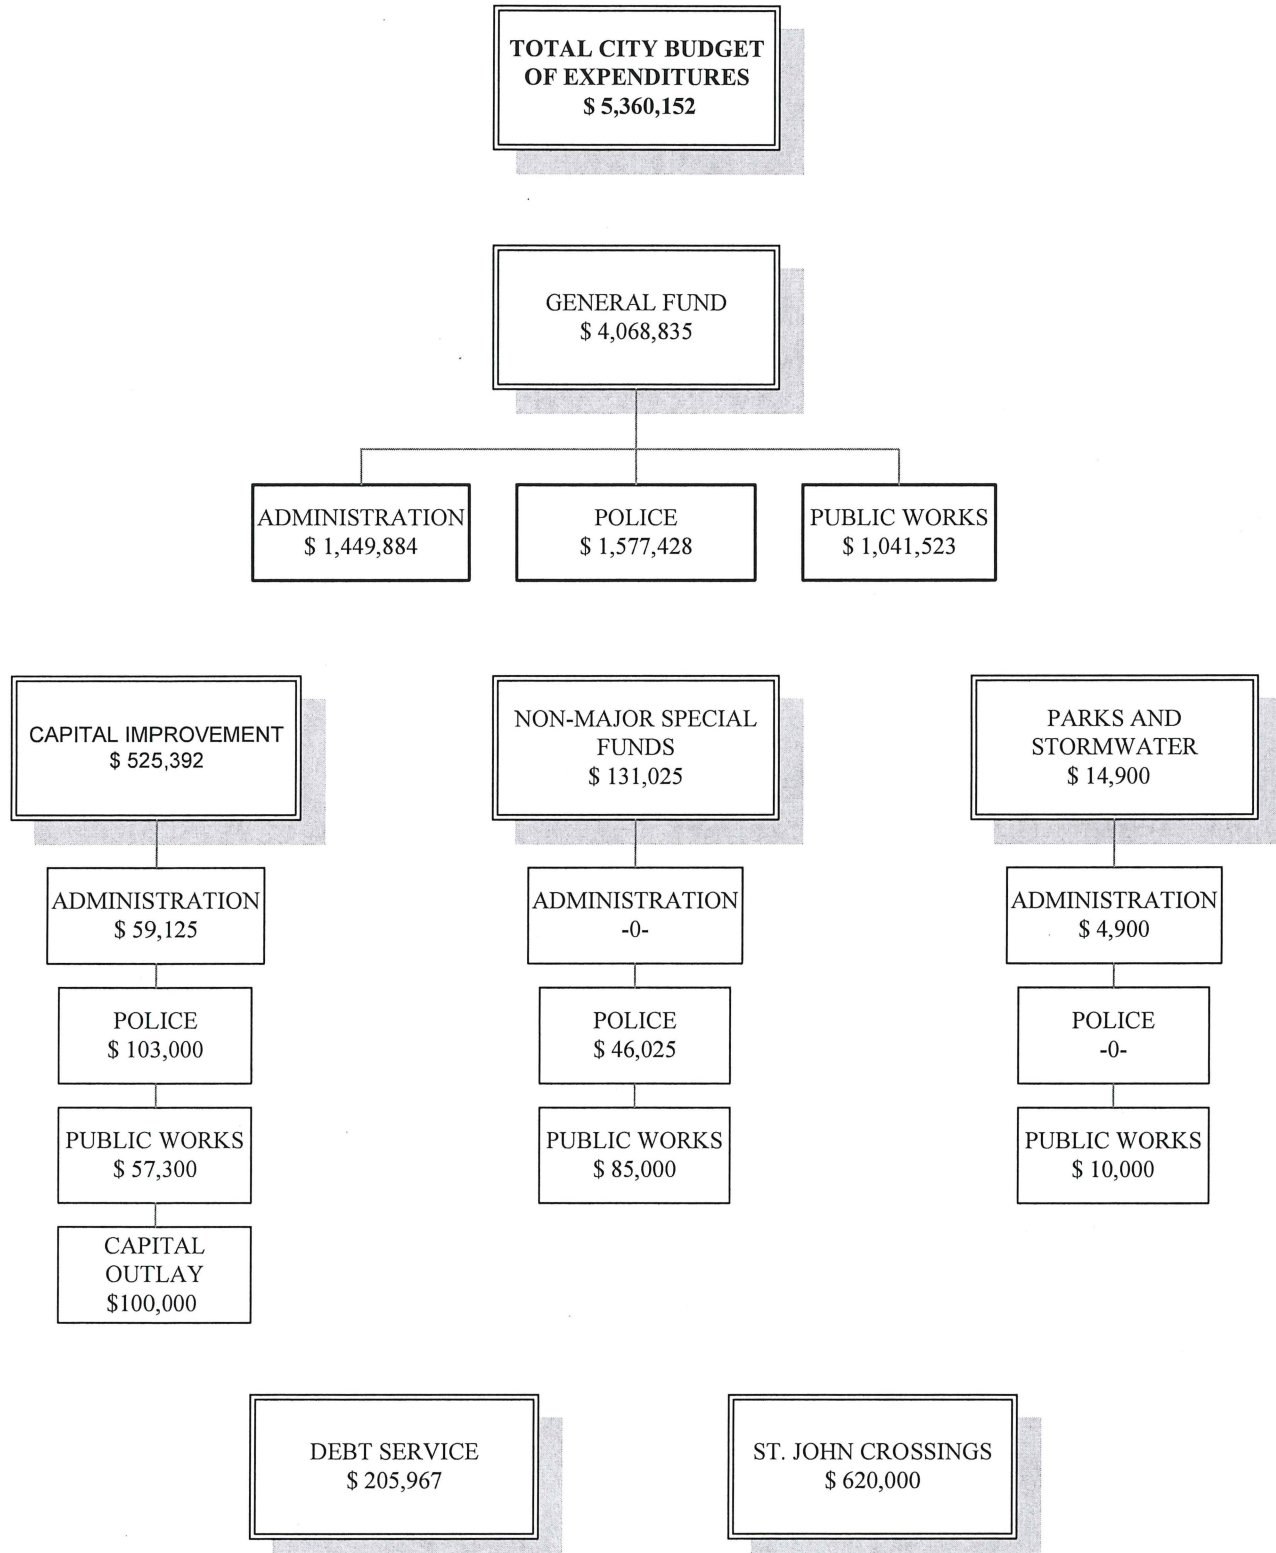 TOTAL CITY BUDGET
OF EXPENDITURES
$ 5,360,152
GENERAL FUND
$ 4,068,835
ADMINISTRATION
$ 1,449,884
POLICE
$ 1,577,428
PUBLIC WORKS
$ 1,041,523
CAPITAL IMPROVEMENT
$ 525,392
ADMINISTRATION
$ 59,125
POLICE
$ 103,000
PUBLIC WORKS
$ 57,300
CAPITAL
OUTLAY
$100,000
NON-MAJOR SPECIAL
FUNDS
$ 131,025
ADMINISTRATION
-0-
POLICE
$ 46,025
PUBLIC WORKS
$ 85,000
PARKS AND
STORMWATER
$ 14,900
ADMINISTRATION
$ 4,900
POLICE
-0-
PUBLIC WORKS
$ 10,000
DEBT SERVICE
$ 205,967
ST. JOHN CROSSINGS
$ 620,000